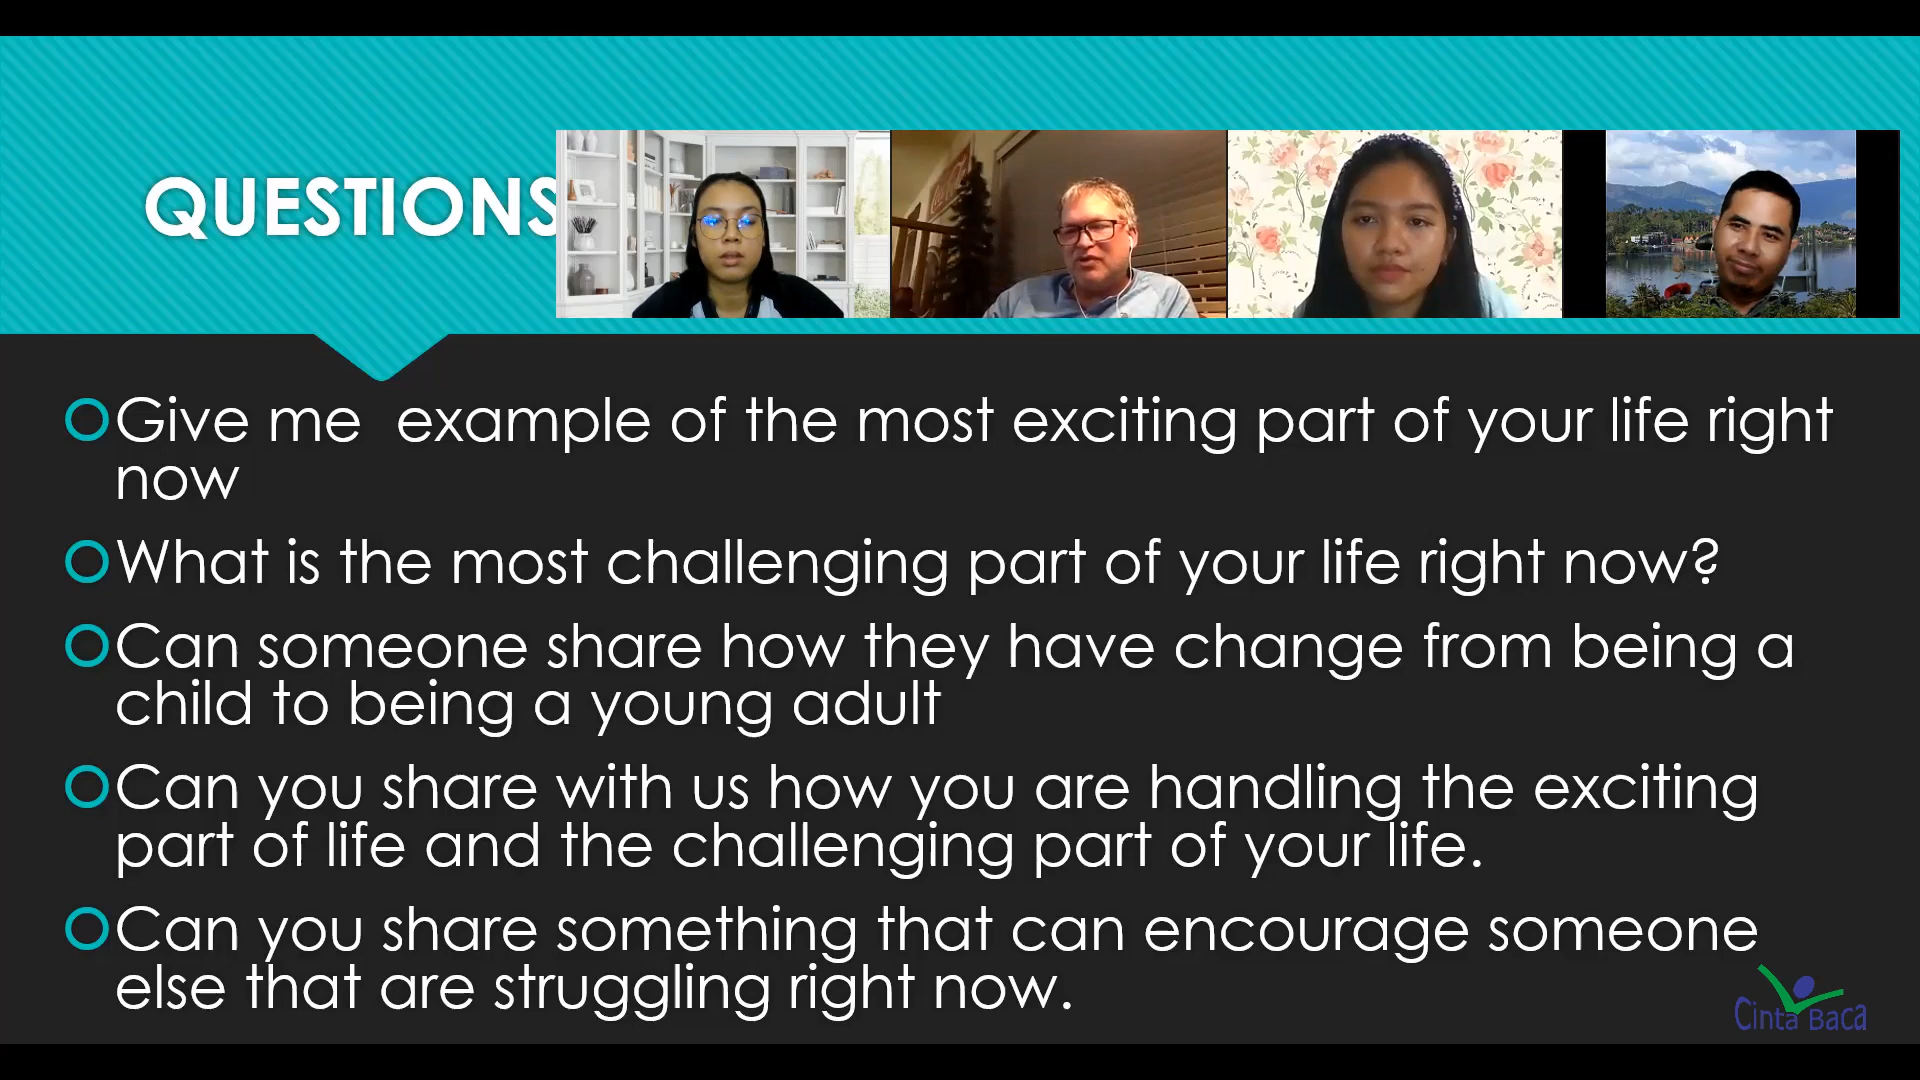 QUESTIONS
Give me example of the most exciting part of your life right
now
What is the most challenging part of your life right now?
Can someone share how they have change from being a
child to being a young adult
Can you share with us how you are handling the exciting
part of life and the challenging part of your life.
Can you share something that can encourage someone
else that are struggling right now.
Cinta Baca